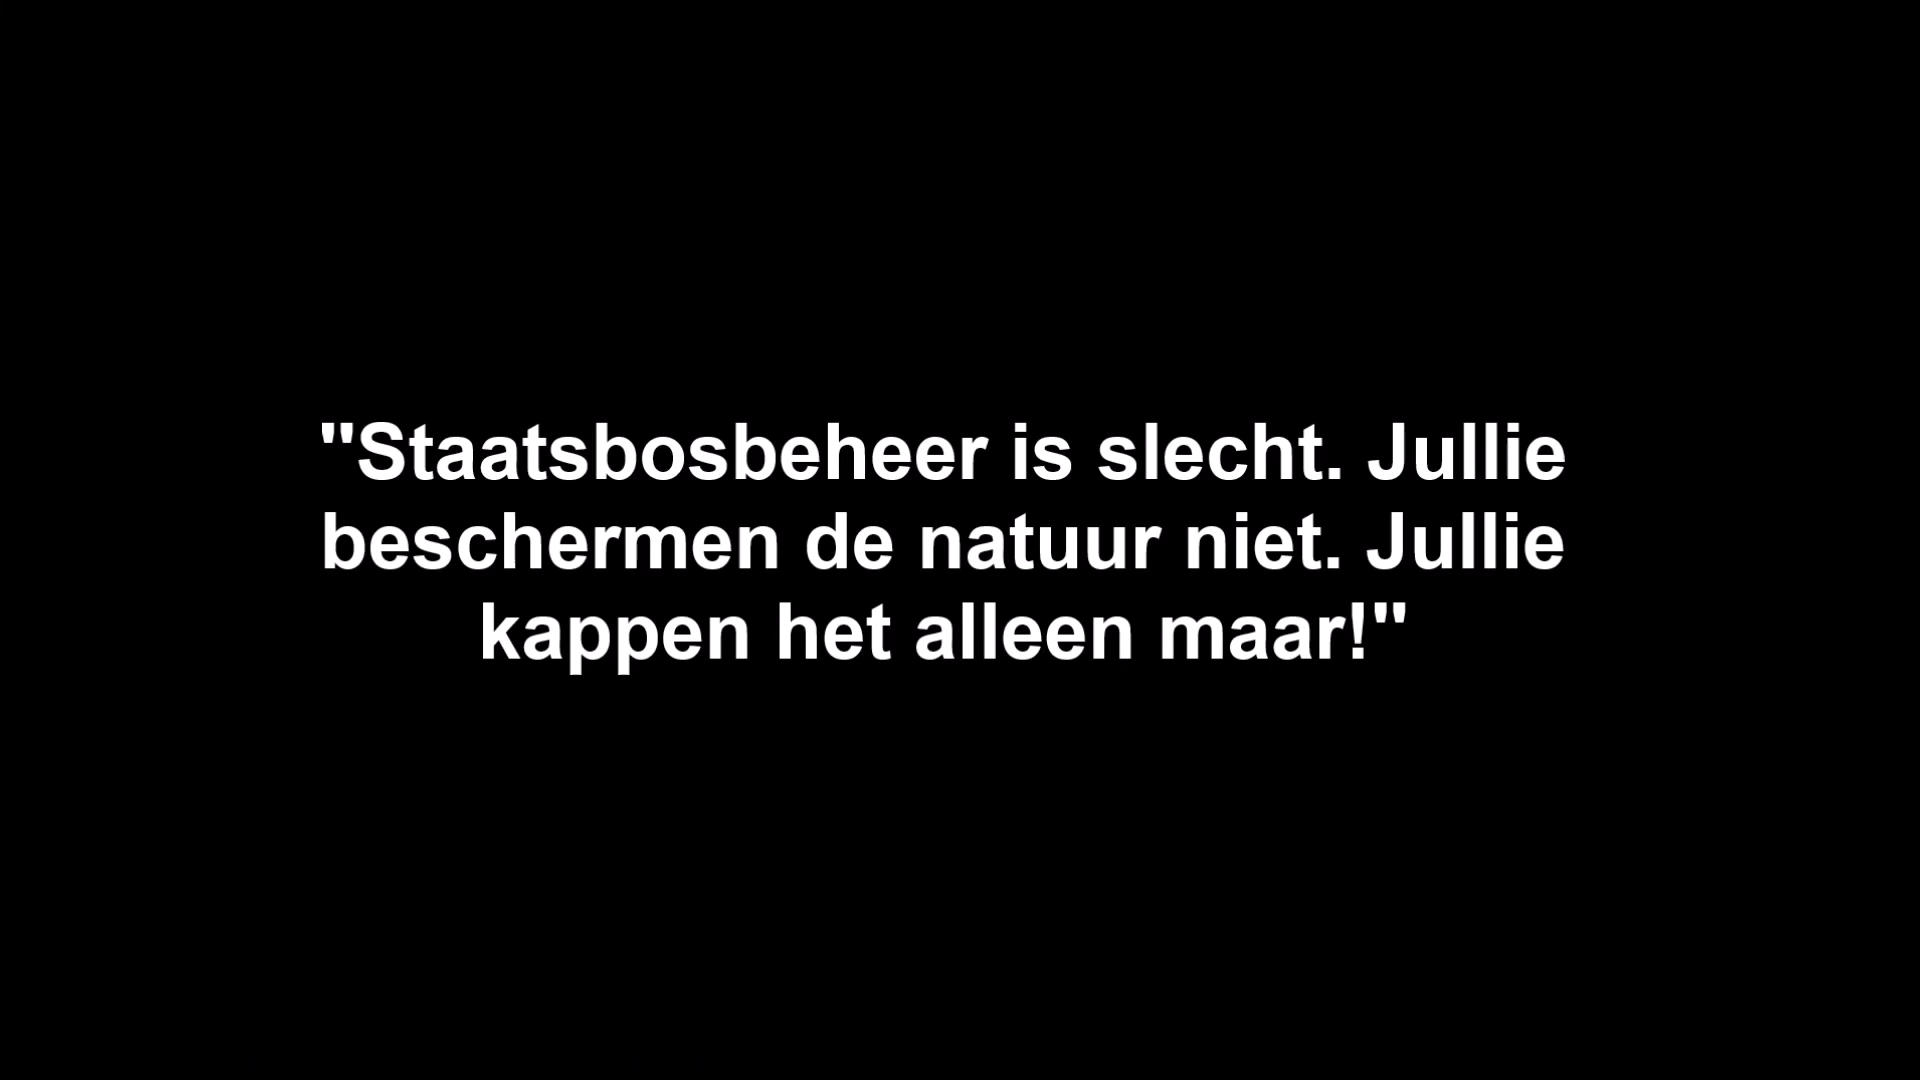 "Staatsbosbeheer is slecht. Jullie
beschermen de natuur niet. Jullie
kappen het alleen maar!"